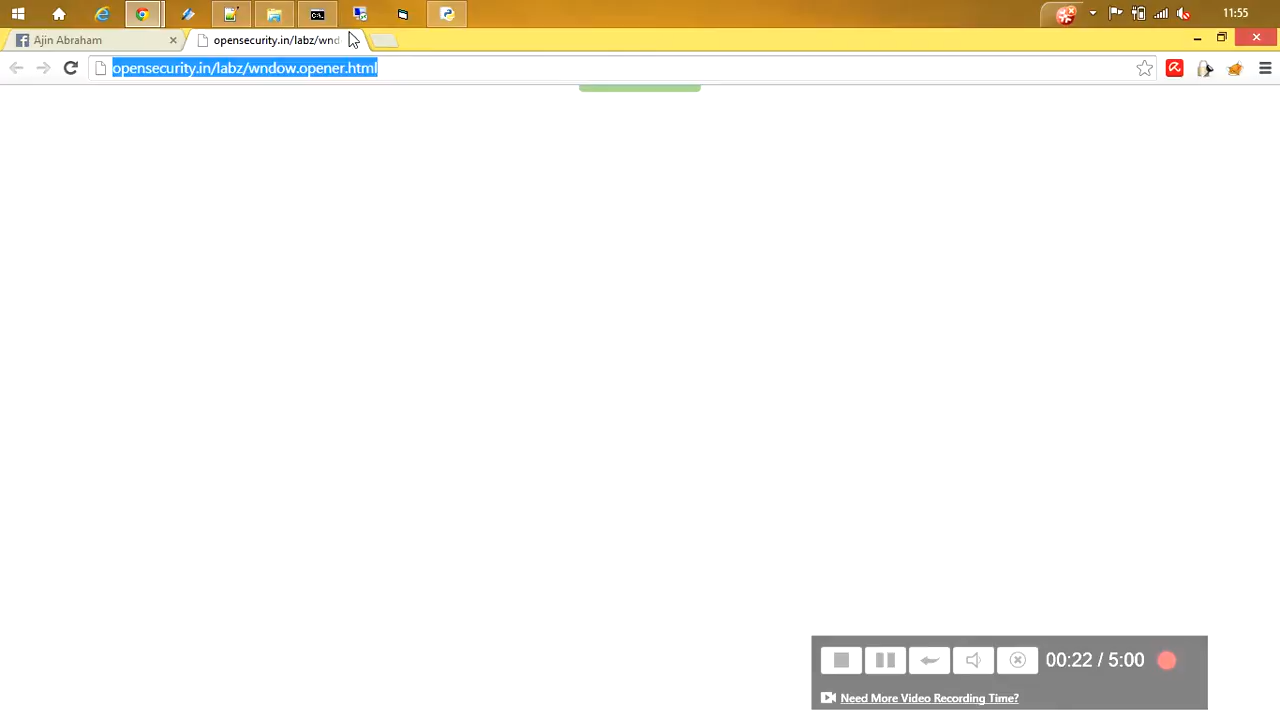 11:55
Ajin Abraham
opensecurity.in/labz/wnd
opensecurity.in/labz/wndow.opener.html
00:22 / 5:00
Need More Video Recording Time?